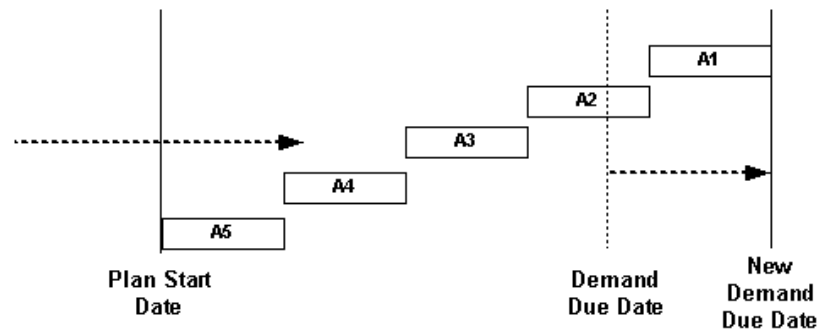 A1
A2
A3
A4
A5
Plan Start
Date
Demand
Due Date
New
Demand
Due Date